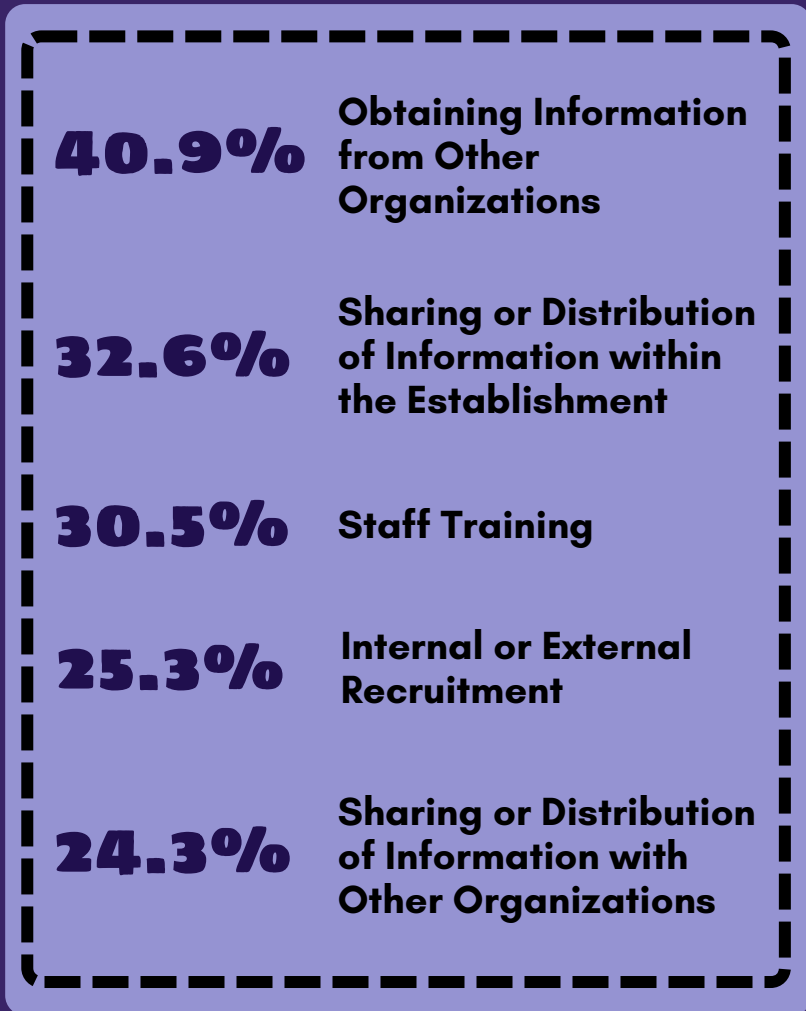 40.9%
Obtaining Information
from Other
Organizations
32.6%
Sharing or Distribution
of Information within
the Establishment
30.5%
Staff Training
25.3%
Internal or External
Recruitment
24.3%
Sharing or Distribution
of Information with
Other Organizations